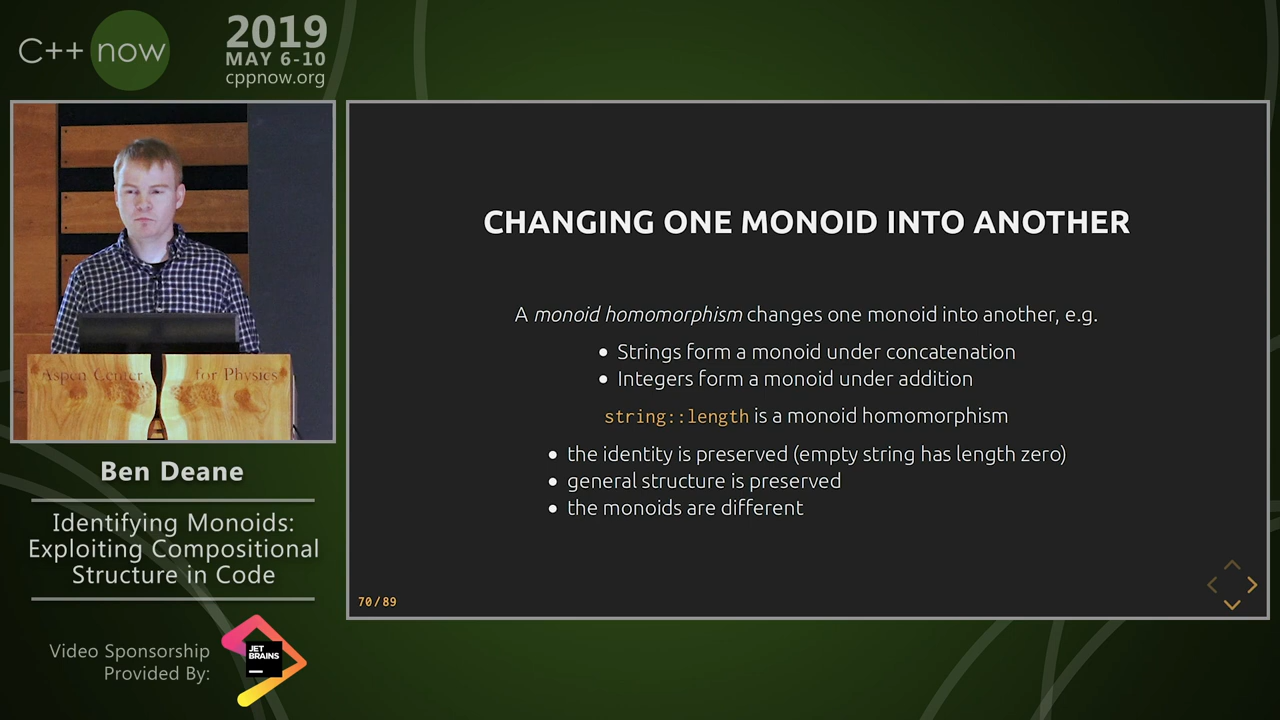 C++ now
2019
MAY 6-10
cppnow.org
Aspen Center for Physics
Ben Deane
Identifying Monoids:
Exploiting Compositional
Structure in Code
Video Sponsorship
Provided By:
JET
BRAINS
CHANGING ONE MONOID INTO ANOTHER
A monoid homomorphism changes one monoid into another, e.g.
• Strings form a monoid under concatenation
• Integers form a monoid under addition
string::length is a monoid homomorphism
• the identity is preserved (empty string has length zero)
• general structure is preserved
• the monoids are different
70/89